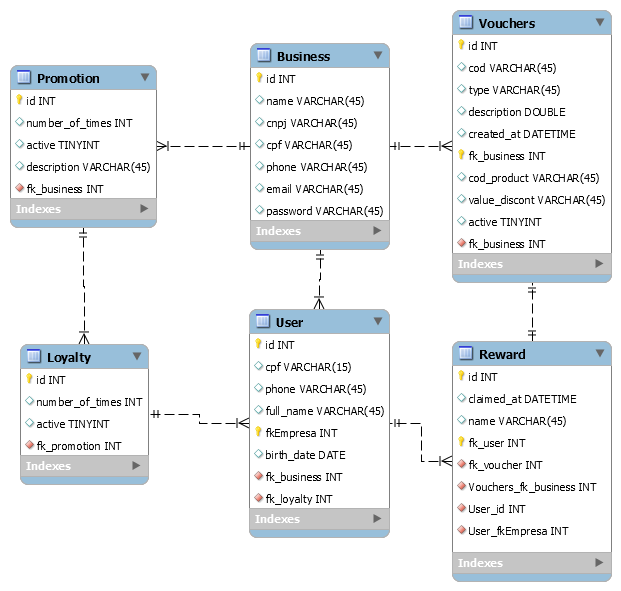 Promotion
id INT
number_of_times INT
active TINYINT
description VARCHAR(45)
fk_business INT
Indexes
Business
id INT
name VARCHAR(45)
cnpj VARCHAR(45)
cpf VARCHAR(45)
phone VARCHAR(45)
email VARCHAR(45)
password VARCHAR(45)
Indexes
Vouchers
id INT
cod VARCHAR(45)
type VARCHAR(45)
description DOUBLE
created_at DATETIME
fk_business INT
cod_product VARCHAR(45)
value_discont VARCHAR(45)
active TINYINT
fk_business INT
Indexes
Loyalty
id INT
number_of_times INT
active TINYINT
fk_promotion INT
Indexes
User
id INT
cpf VARCHAR(15)
phone VARCHAR(45)
full_name VARCHAR(45)
fkEmpresa INT
birth_date DATE
fk_business INT
fk_loyalty INT
Indexes
Reward
id INT
claimed_at DATETIME
name VARCHAR(45)
fk_user INT
fk_voucher INT
Vouchers_fk_business INT
User_id INT
User_fkEmpresa INT
Indexes